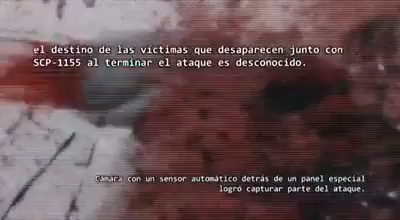 el destino de las víctimas que desaparecen junto con
SCP-1155 al terminar el ataque es desconocido.
Cámara con un sensor automático detrás de un panel especial
logró capturar parte del ataque.